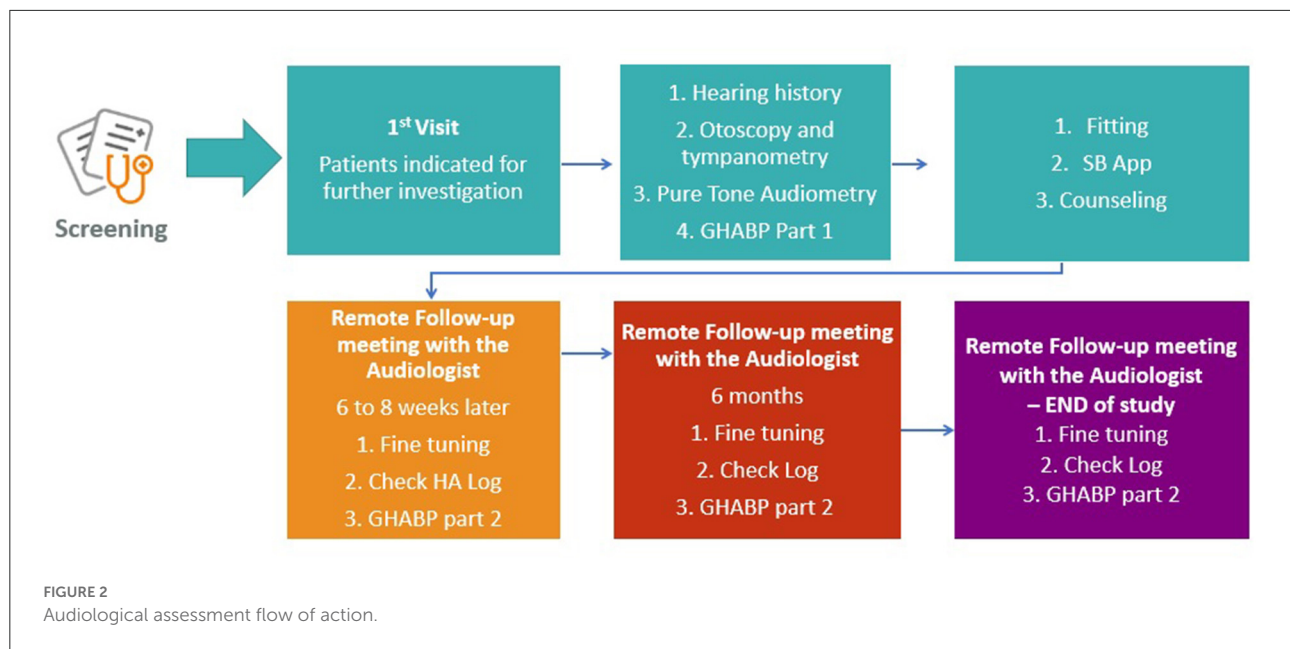 Screening
1st Visit
Patients indicated for
further investigation
1. Hearing history
2. Otoscopy and
tympanometry
3. Pure Tone Audiometry
4. GHABP Part 1
1. Fitting
2. SB App
3. Counseling
Remote Follow-up
meeting with the
Audiologist
6 to 8 weeks later
1. Fine tuning
2. Check HA Log
3. GHABP part 2
Remote Follow-up meeting
with the Audiologist
6 months
1. Fine tuning
2. Check Log
3. GHABP part 2
Remote Follow-up meeting
with the Audiologist
– END of study
1. Fine tuning
2. Check Log
3. GHABP part 2
FIGURE 2
Audiological assessment flow of action.